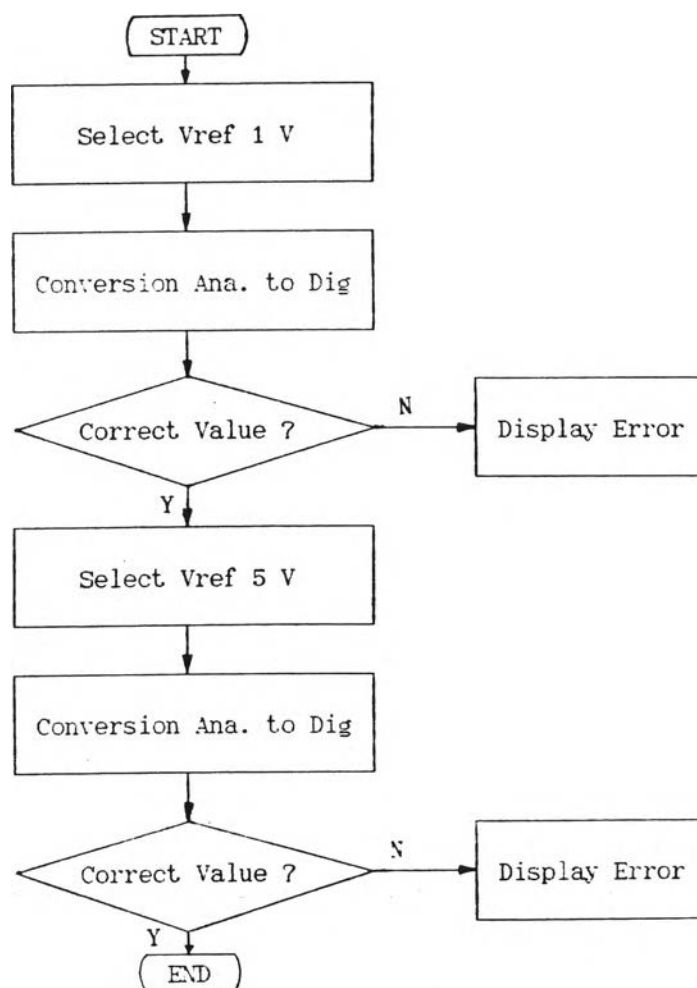 START
Select Vref 1 V
Conversion Ana. to Dig
Correct Value ?
N
Display Error
Y
Select Vref 5 V
Conversion Ana. to Dig
Correct Value ?
N
Display Error
Y
END